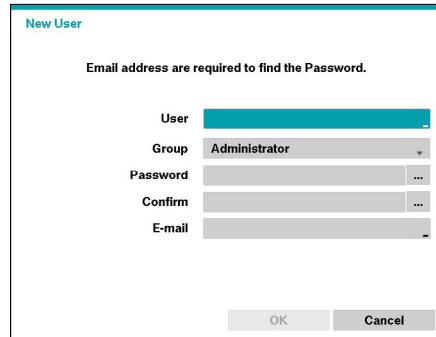 New User
Email address are required to find the Password.
User
Group Administrator
Password ...
Confirm ...
E-mail
OK Cancel